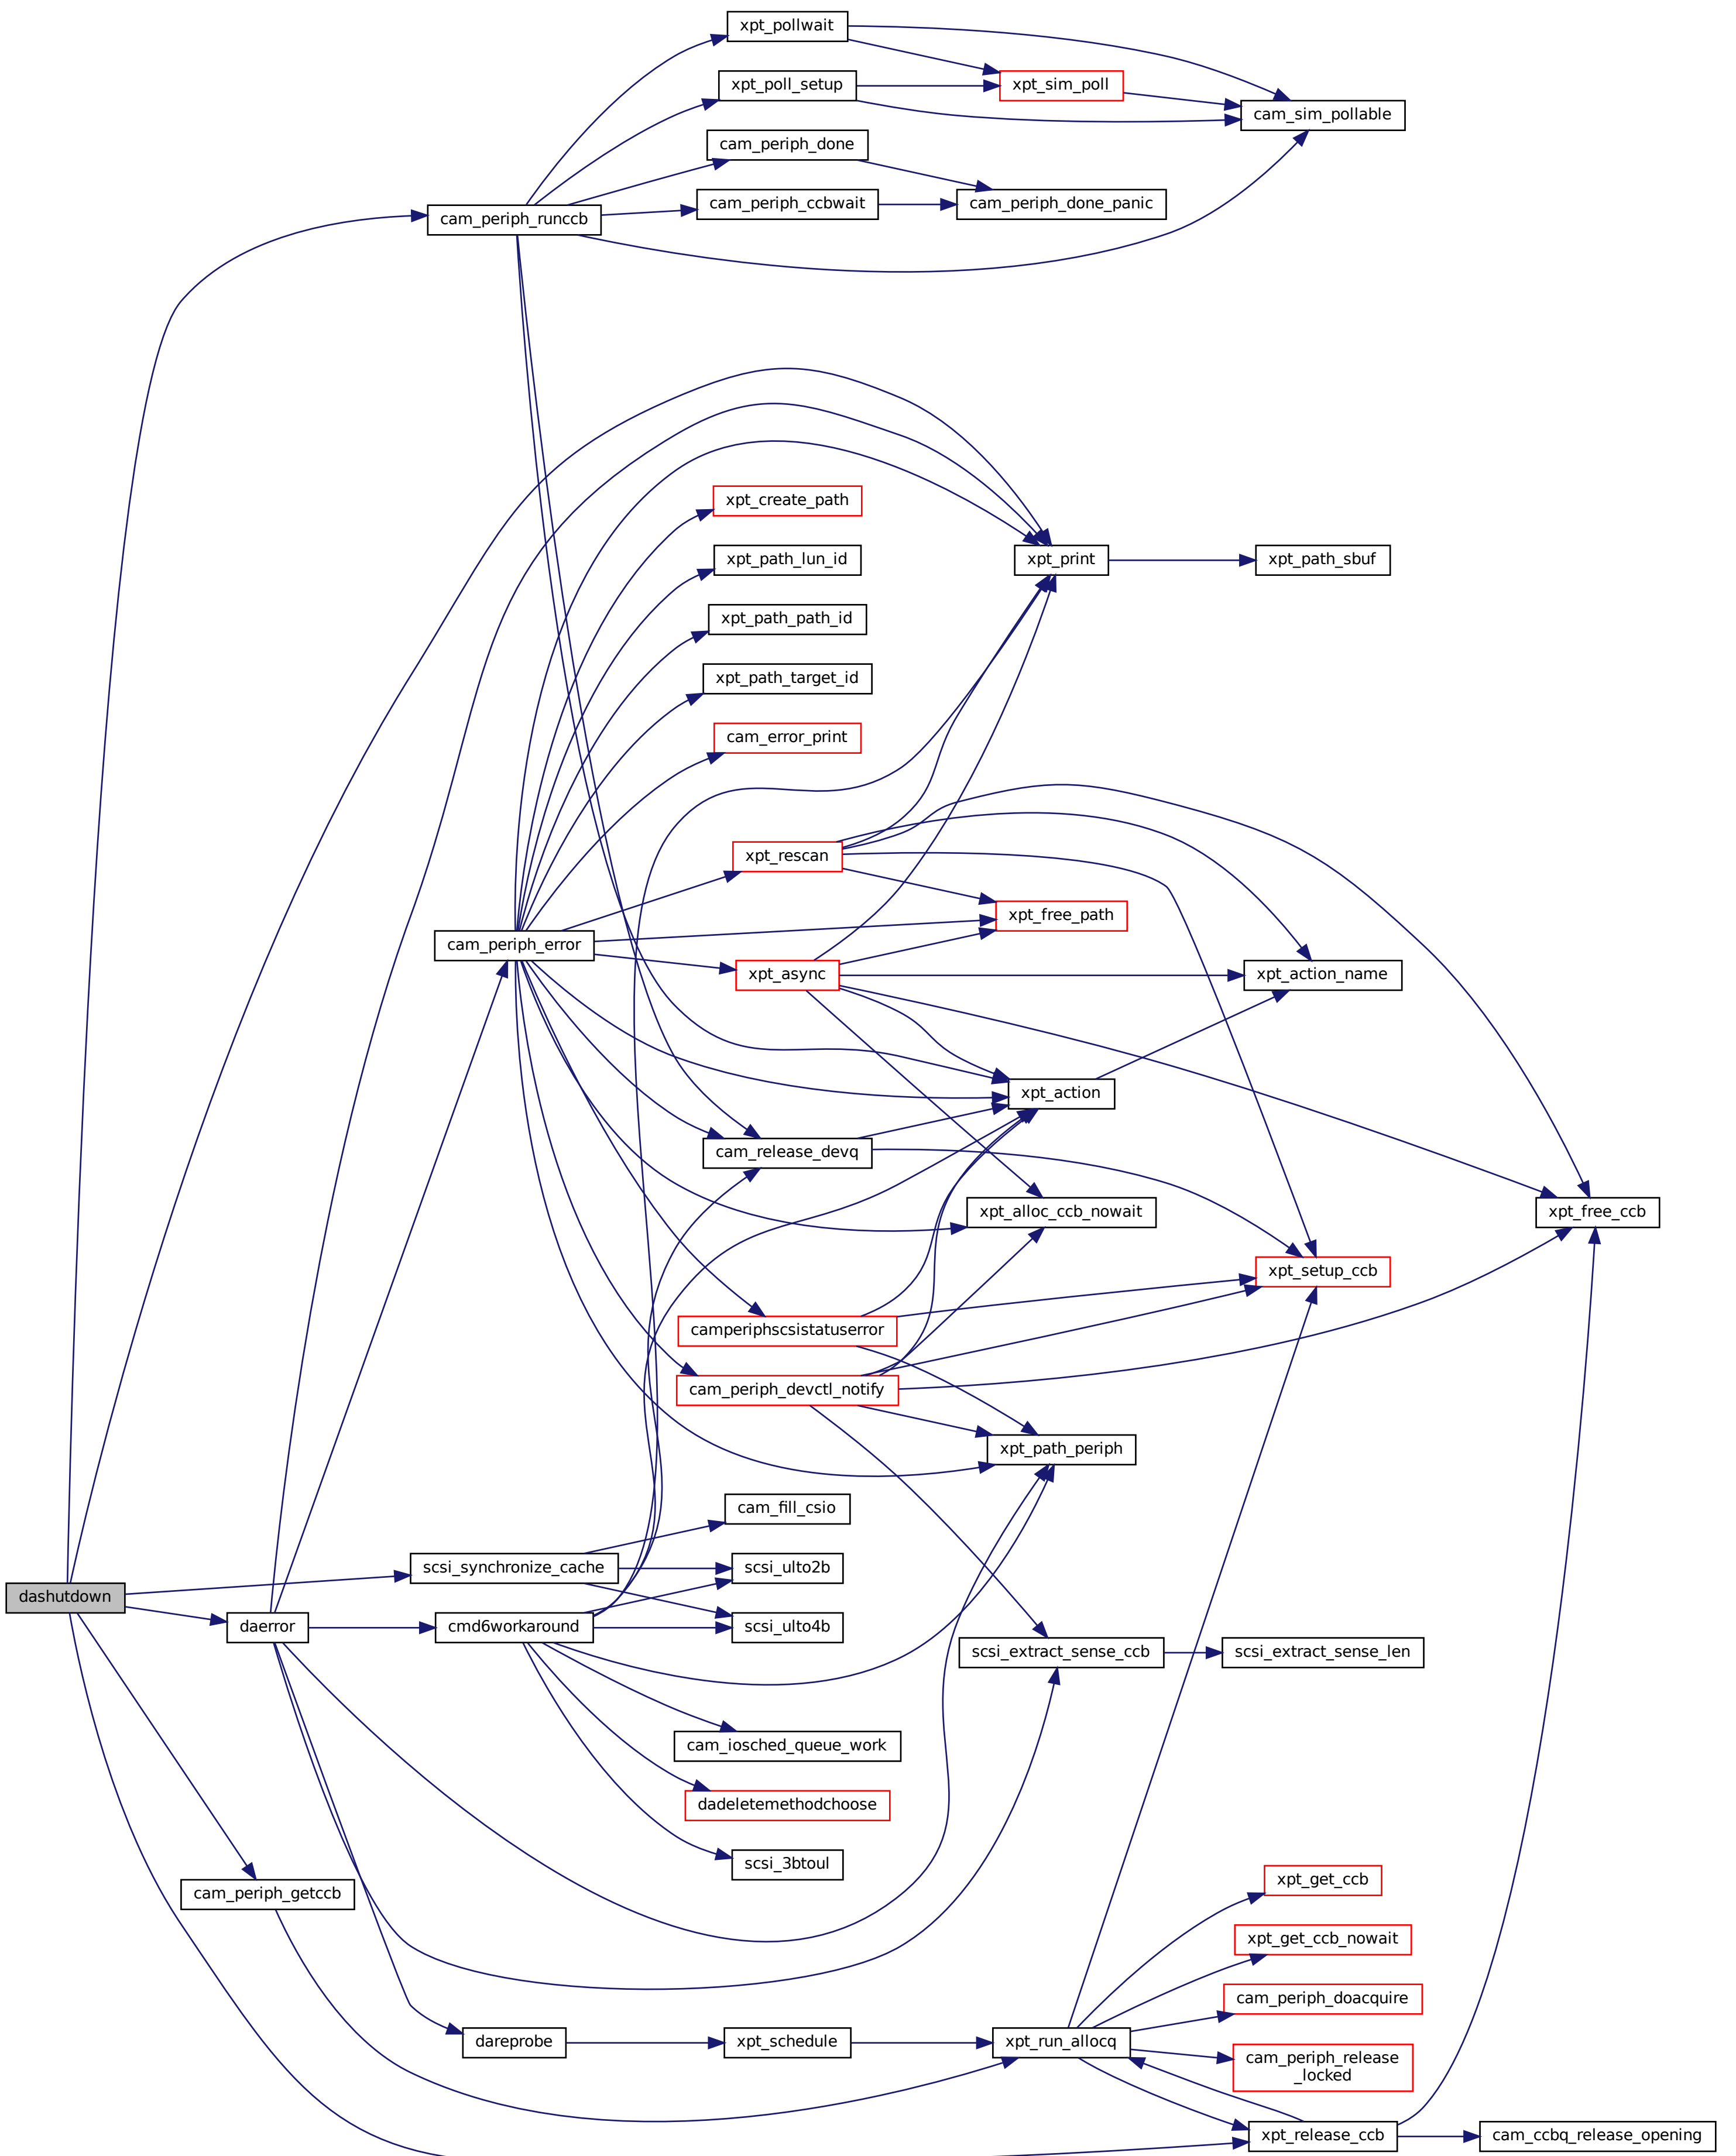 xpt_pollwait
xpt_poll_setup
xpt_sim_poll
cam_sim_pollable
cam_periph_done
cam_periph_ccbwait
cam_periph_done_panic
cam_periph_runccb
xpt_create_path
xpt_path_lun_id
xpt_print
xpt_path_sbuf
xpt_path_path_id
xpt_path_target_id
cam_error_print
xpt_rescan
xpt_free_path
cam_periph_error
xpt_async
xpt_action_name
xpt_action
cam_release_devq
xpt_alloc_ccb_nowait
xpt_free_ccb
xpt_setup_ccb
camperiphscsistatuserror
cam_periph_devctl_notify
xpt_path_periph
cam_fill_csio
scsi_synchronize_cache
scsi_ulto2b
dashutdown
daerror
cmd6workaround
scsi_ulto4b
scsi_extract_sense_ccb
scsi_extract_sense_len
cam_iosched_queue_work
dadeletemethodchoose
scsi_3btoul
cam_periph_getccb
xpt_get_ccb
xpt_get_ccb_nowait
cam_periph_doacquire
dareprobe
xpt_schedule
xpt_run_allocq
cam_periph_release
_locked
xpt_release_ccb
cam_ccbq_release_opening